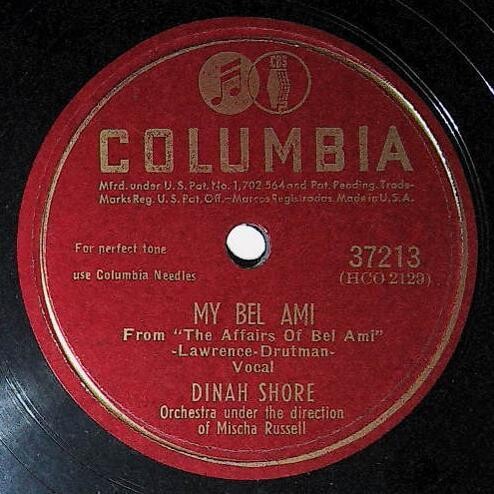 CBS
COLUMBIA
Mfrd. under U.S. Pat. No. 1,702,564 and Pat. Pending. Trade-
Marks Reg. U.S. Pat. Off.—Marcas Registradas. Made in U.S.A.
For perfect tone
use Columbia Needles
37213
(HCO 2129)
MY BEL AMI
From "The Affairs Of Bel Ami"
-Lawrence-Drutman-
Vocal
DINAH SHORE
Orchestra under the direction
of Mischa Russell